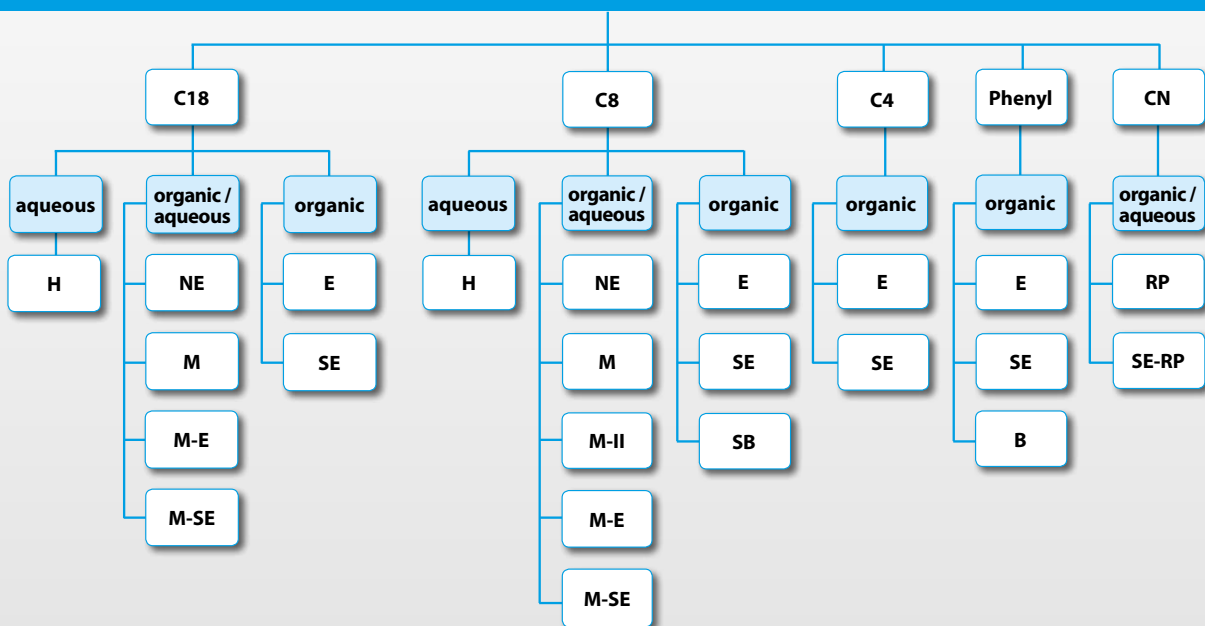 C18
C8
C4
Phenyl
CN
aqueous
organic /
aqueous
organic
aqueous
organic /
aqueous
organic
organic
organic
organic /
aqueous
H
NE
E
H
NE
E
E
E
RP
M
SE
M
SE
SE
SE
SE-RP
M-E
M-II
SB
B
M-SE
M-E
M-SE